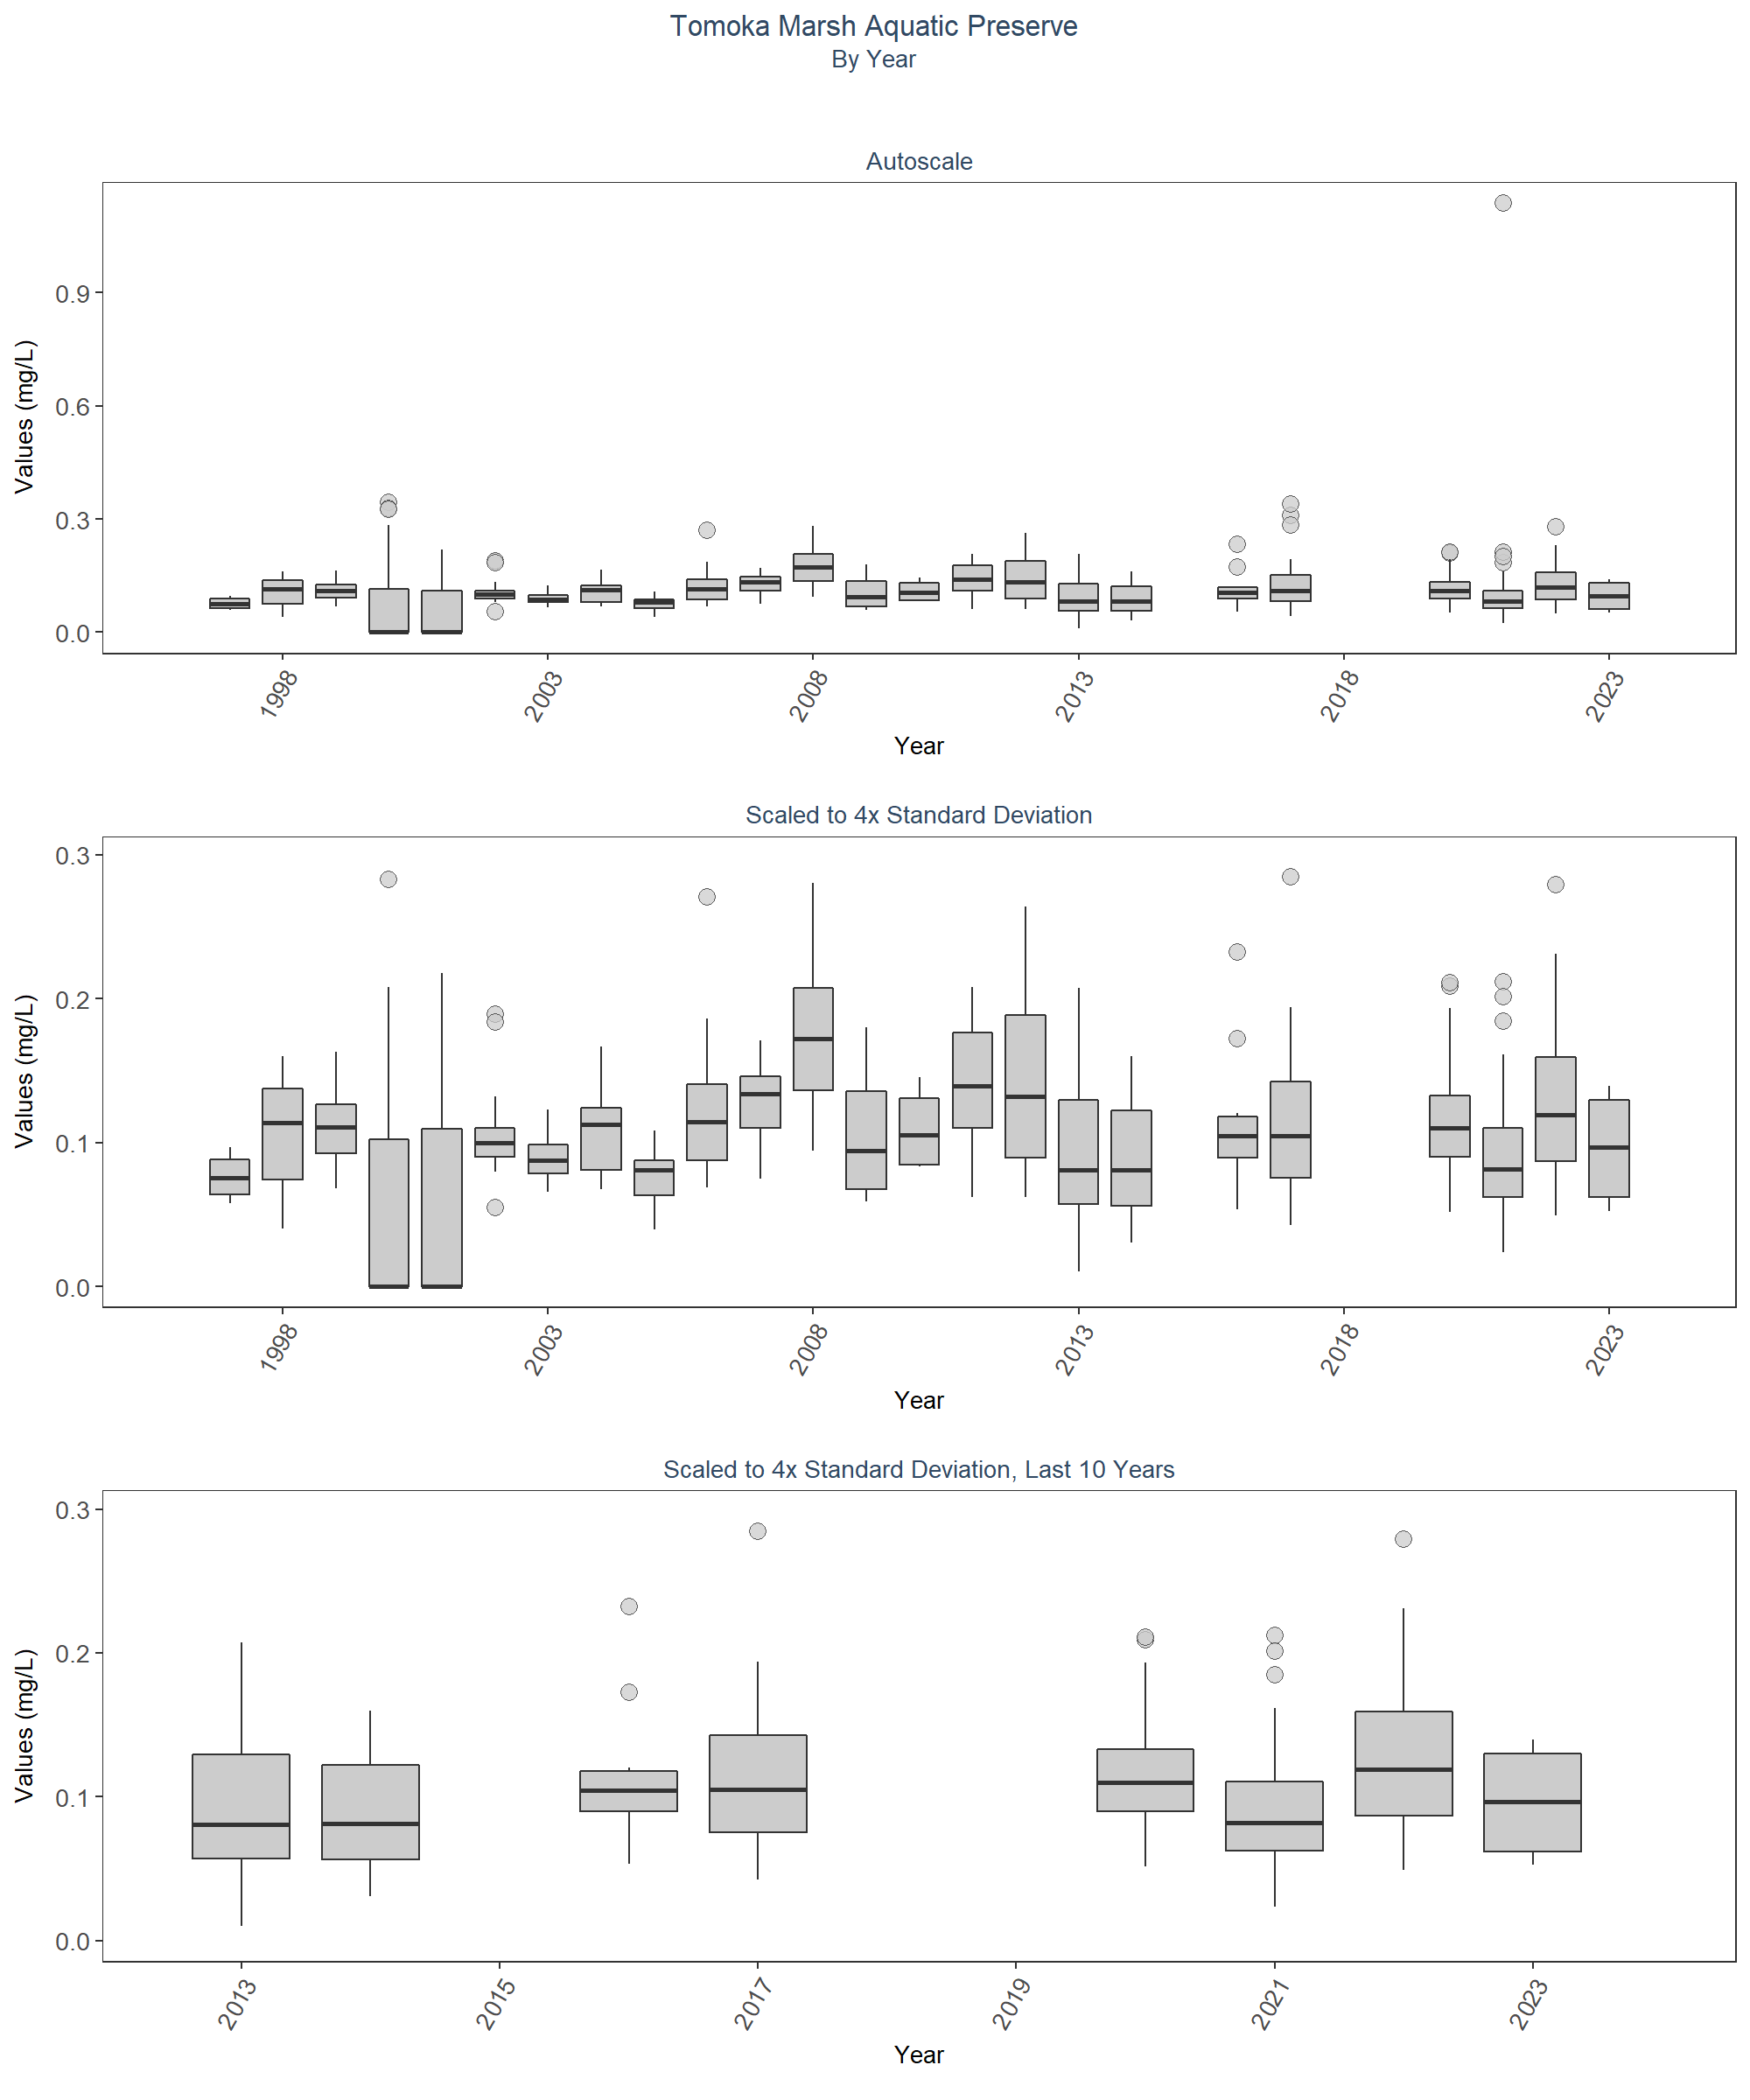 Tomoka Marsh Aquatic Preserve
By Year
Autoscale
Values (mg/L)
0.9
0.6
0.3
0.0
1998
2003
2008
2013
2018
2023
Year
Scaled to 4x Standard Deviation
Values (mg/L)
0.3
0.2
0.1
0.0
1998
2003
2008
2013
2018
2023
Year
Scaled to 4x Standard Deviation, Last 10 Years
Values (mg/L)
0.3
0.2
0.1
0.0
2013
2015
2017
2019
2021
2023
Year